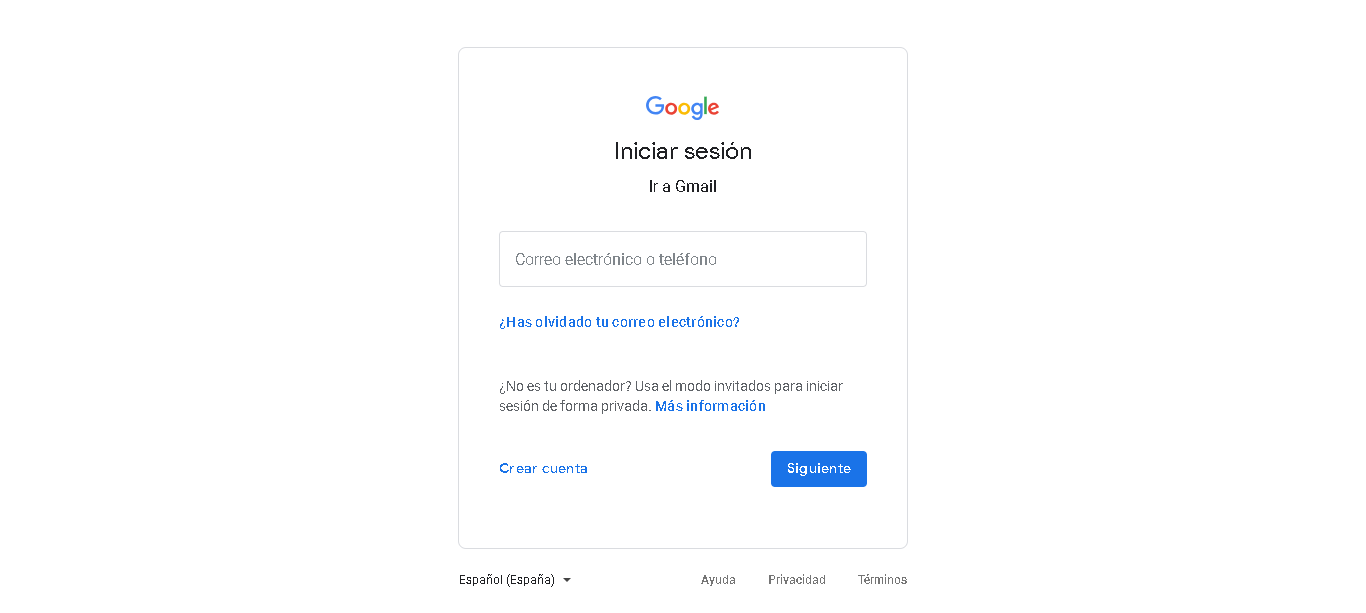 Google
Iniciar sesión
Ir a Gmail
Correo electrónico o teléfono
¿Has olvidado tu correo electrónico?
¿No es tu ordenador? Usa el modo invitados para iniciar
sesión de forma privada. Más información
Crear cuenta
Siguiente
Español (España)
Ayuda
Privacidad
Términos